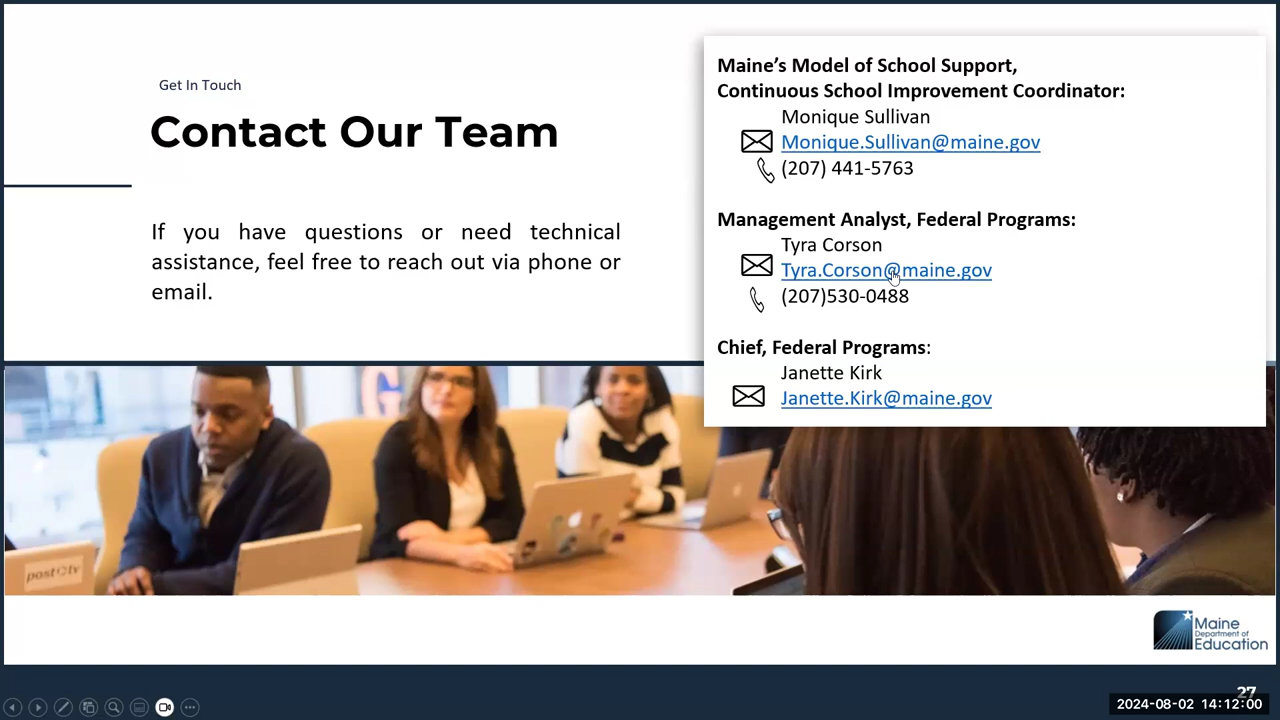 Get In Touch
Contact Our Team
If you have questions or need technical
assistance, feel free to reach out via phone or
email.
Maine’s Model of School Support,
Continuous School Improvement Coordinator:
Monique Sullivan
Monique.Sullivan@maine.gov
(207) 441-5763
Management Analyst, Federal Programs:
Tyra Corson
Tyra.Corson@maine.gov
(207)530-0488
Chief, Federal Programs:
Janette Kirk
Janette.Kirk@maine.gov
post tv
Maine
Department of
Education
27
2024-08-02 14:12:00